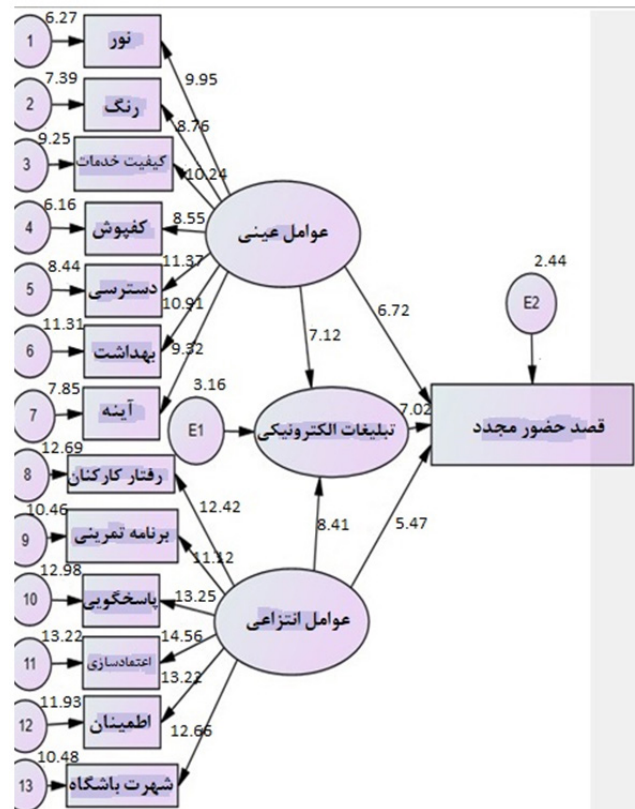 6.27
1
نور
9.95
7.39
2
رنگ
8.76
9.25
3
کیفیت خدمات
10.24
6.16
4
کفپوش
8.55
عوامل عینی
8.44
5
دسترسی
11.37
11.31
6
بهداشت
10.91
7.85
7
آینه
9.32
7.12
6.72
2.44
E2
3.16
E1
تبلیغات الکترونیکی
7.02
قصد حضور مجدد
12.69
8
رفتار کارکنان
12.42
10.46
9
برنامه تمرینی
11.12
8.41
5.47
12.98
10
پاسخگویی
13.25
عوامل انتزاعی
13.22
11
اعتمادسازی
14.56
11.93
12
اطمینان
13.22
10.48
13
شهرت باشگاه
12.66